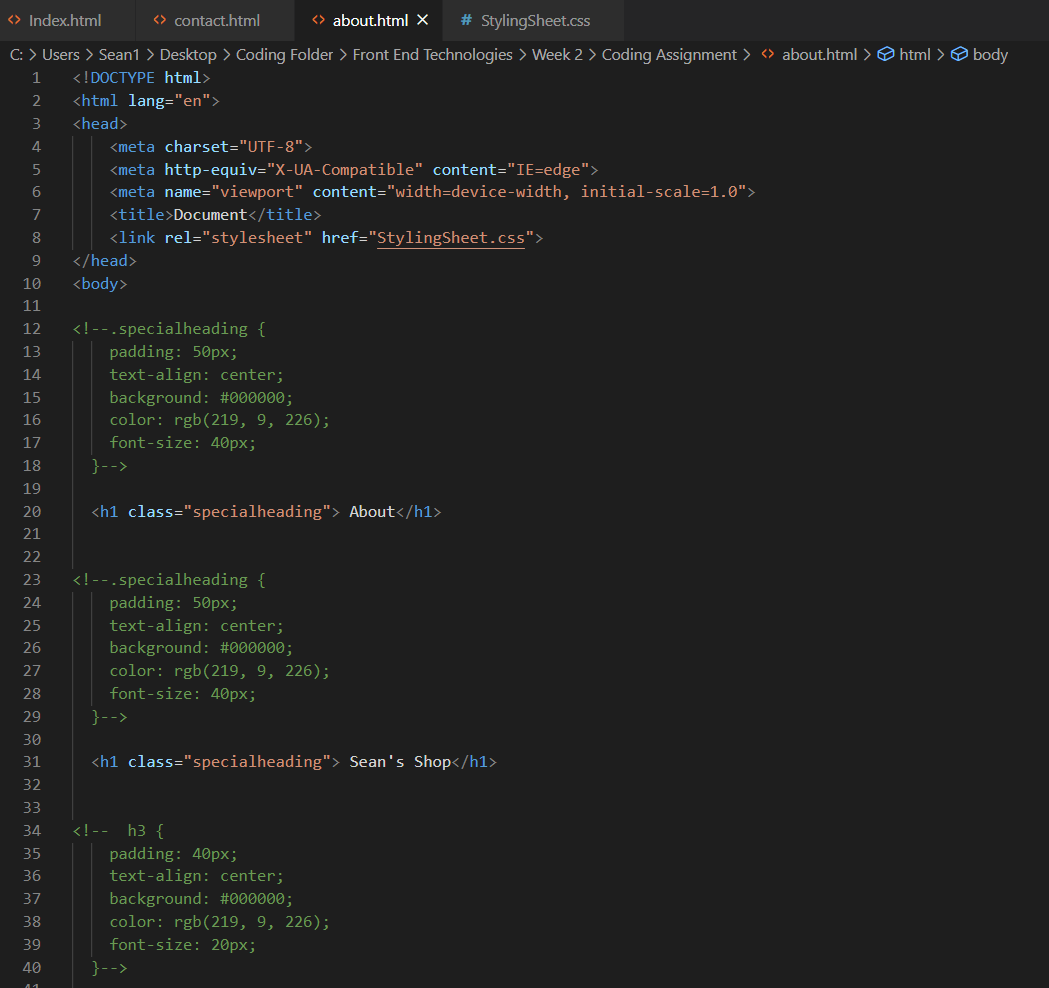 Index.html contact.html about.html StylingSheet.css
C: > Users > Sean1 > Desktop > Coding Folder > Front End Technologies > Week 2 > Coding Assignment > about.html > html > body
1 <!DOCTYPE html>
2 <html lang="en">
3 <head>
4 <meta charset="UTF-8">
5 <meta http-equiv="X-UA-Compatible" content="IE=edge">
6 <meta name="viewport" content="width=device-width, initial-scale=1.0">
7 <title>Document</title>
8 <link rel="stylesheet" href="StylingSheet.css">
9 </head>
10 <body>
11
12 <!--.specialheading {
13 padding: 50px;
14 text-align: center;
15 background: #000000;
16 color: rgb(219, 9, 226);
17 font-size: 40px;
18 }-->
19
20 <h1 class="specialheading"> About</h1>
21
22
23 <!--.specialheading {
24 padding: 50px;
25 text-align: center;
26 background: #000000;
27 color: rgb(219, 9, 226);
28 font-size: 40px;
29 }-->
30
31 <h1 class="specialheading"> Sean's Shop</h1>
32
33
34 <!--  h3 {
35 padding: 40px;
36 text-align: center;
37 background: #000000;
38 color: rgb(219, 9, 226);
39 font-size: 20px;
40 }-->
41